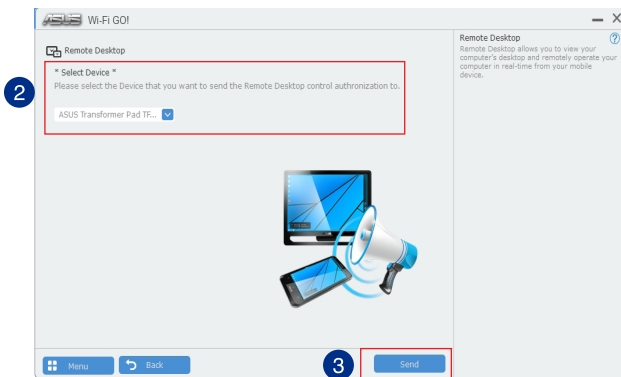 ASUS Wi-Fi GO!
Remote Desktop
* Select Device *
Please select the Device that you want to send the Remote Desktop control authronization to.
2
ASUS Transformer Pad TF...
Menu
Back
3
Send
Remote Desktop
Remote Desktop allows you to view your
computer's desktop and remotely operate your
computer in real-time from your mobile
device.
?